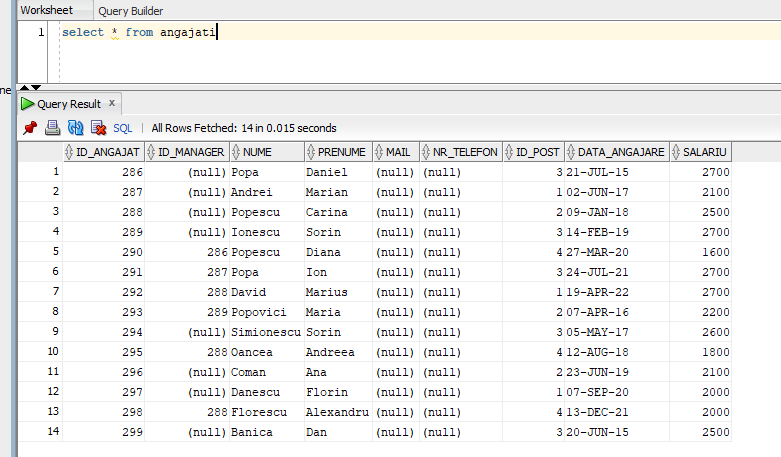 Worksheet Query Builder
1 select * from angajati
ne
Query Result x
SQL | All Rows Fetched: 14 in 0.015 seconds
ID_ANGAJAT ID_MANAGER NUME PRENUME MAIL NR_TELEFON ID_POST DATA_ANGAJARE SALARIU
1 286 (null) Popa Daniel (null) (null) 3 21-JUL-15 2700
2 287 (null) Andrei Marian (null) (null) 1 02-JUN-17 2100
3 288 (null) Popescu Carina (null) (null) 2 09-JAN-18 2500
4 289 (null) Ionescu Sorin (null) (null) 3 14-FEB-19 2700
5 290 286 Popescu Diana (null) (null) 4 27-MAR-20 1600
6 291 287 Popa Ion (null) (null) 3 24-JUL-21 2700
7 292 288 David Marius (null) (null) 1 19-APR-22 2700
8 293 289 Popovici Maria (null) (null) 2 07-APR-16 2200
9 294 (null) Simionescu Sorin (null) (null) 3 05-MAY-17 2600
10 295 288 Oancea Andreea (null) (null) 4 12-AUG-18 1800
11 296 (null) Coman Ana (null) (null) 2 23-JUN-19 2100
12 297 (null) Danescu Florin (null) (null) 1 07-SEP-20 2000
13 298 288 Florescu Alexandru (null) (null) 4 13-DEC-21 2000
14 299 (null) Banica Dan (null) (null) 3 20-JUN-15 2500